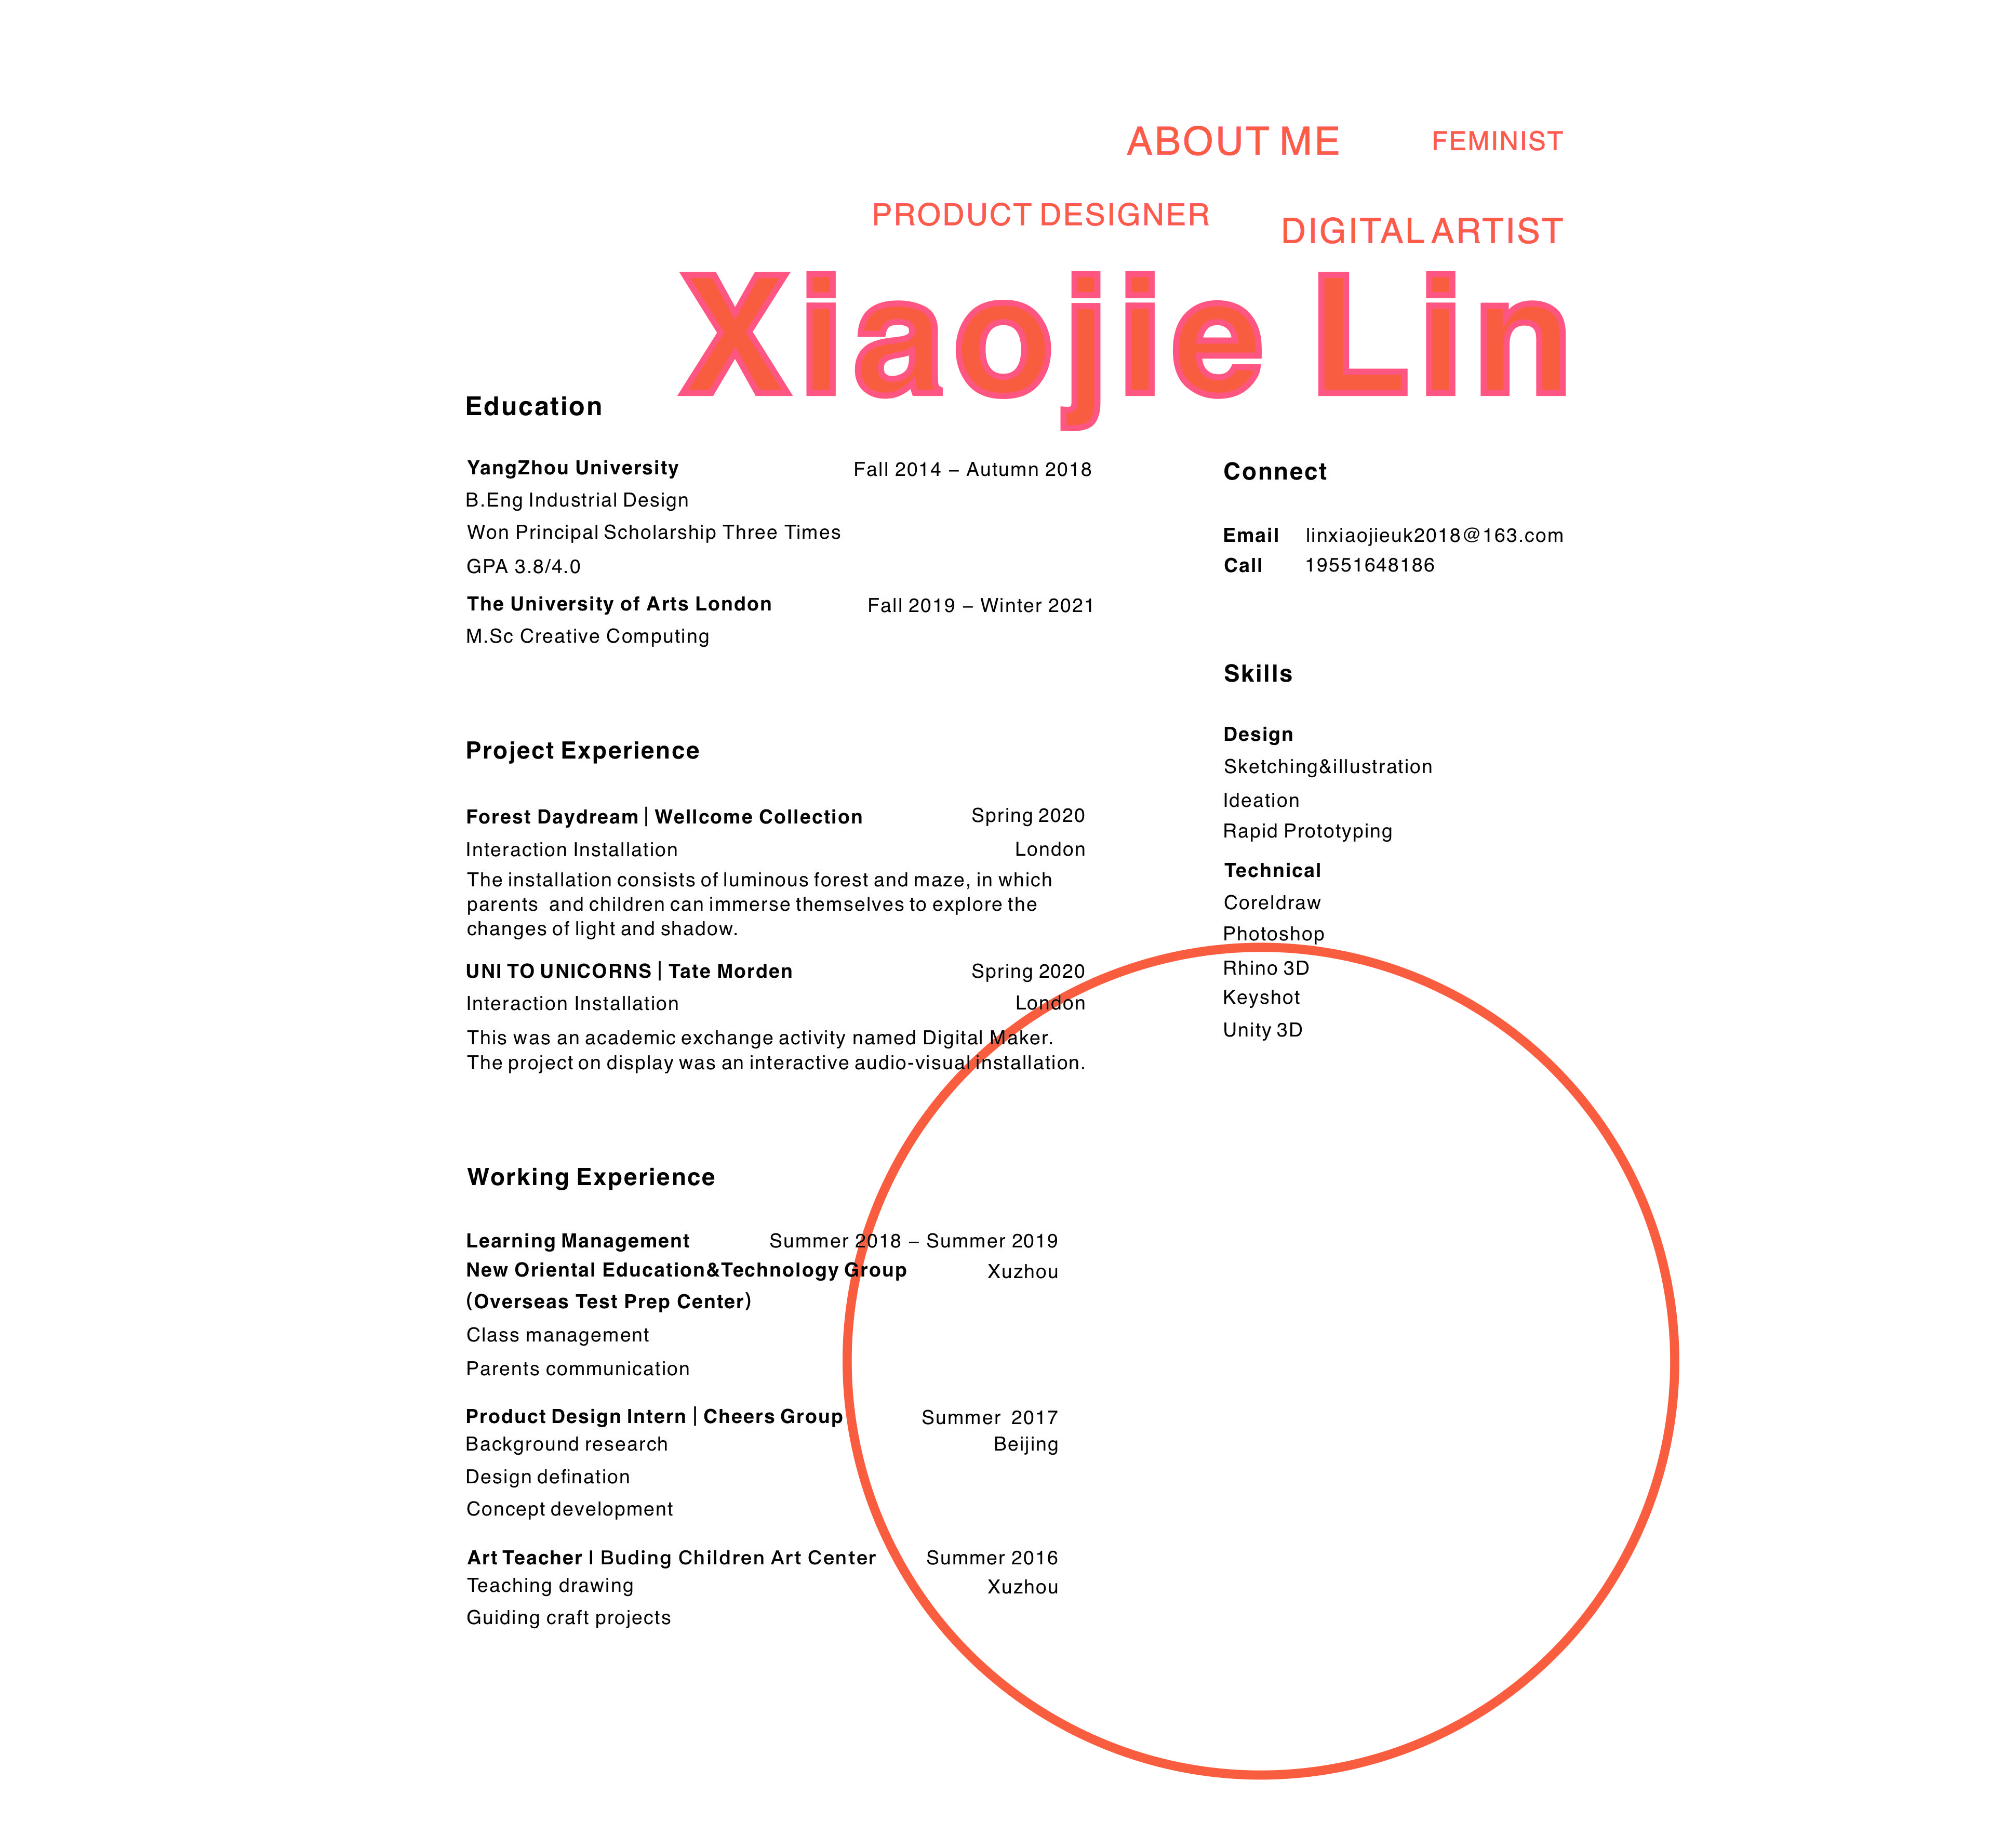 ABOUT ME FEMINIST
PRODUCT DESIGNER DIGITAL ARTIST
Xiaojie Lin
Education
YangZhou University Fall 2014 – Autumn 2018
B.Eng Industrial Design
Won Principal Scholarship Three Times
GPA 3.8/4.0
The University of Arts London Fall 2019 – Winter 2021
M.Sc Creative Computing
Project Experience
Forest Daydream | Wellcome Collection Spring 2020
Interaction Installation London
The installation consists of luminous forest and maze, in which
parents and children can immerse themselves to explore the
changes of light and shadow.
UNI TO UNICORNS | Tate Morden Spring 2020
Interaction Installation London
This was an academic exchange activity named Digital Maker.
The project on display was an interactive audio-visual installation.
Working Experience
Learning Management Summer 2018 – Summer 2019
New Oriental Education&Technology Group Xuzhou
(Overseas Test Prep Center)
Class management
Parents communication
Product Design Intern | Cheers Group Summer 2017
Background research Beijing
Design defination
Concept development
Art Teacher I Buding Children Art Center Summer 2016
Teaching drawing Xuzhou
Guiding craft projects
Connect
Email linxiaojieuk2018@163.com
Call 19551648186
Skills
Design
Sketching&illustration
Ideation
Rapid Prototyping
Technical
Coreldraw
Photoshop
Rhino 3D
Keyshot
Unity 3D